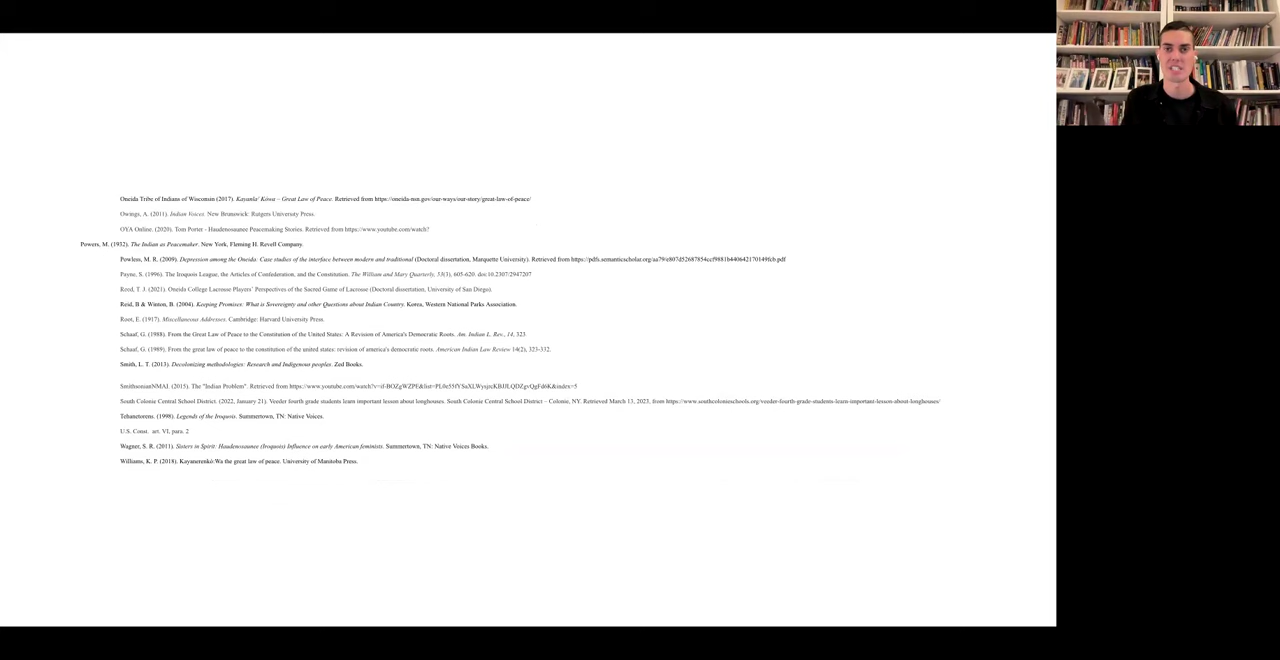 Oneida Tribe of Indians of Wisconsin (2017). Kayanla' Kówa – Great Law of Peace. Retrieved from https://oneida-nsn.gov/our-ways/our-story/great-law-of-peace/
Owings, A. (2011). Indian Voices. New Brunswick: Rutgers University Press.
OYA Online. (2020). Tom Porter - Haudenosaunee Peacemaking Stories. Retrieved from https://www.youtube.com/watch?
Powers, M. (1932). The Indian as Peacemaker. New York, Fleming H. Revell Company.
Powless, M. R. (2009). Depression among the Oneida: Case studies of the interface between modern and traditional (Doctoral dissertation, Marquette University). Retrieved from
Payne, S. (1996). The Iroquois League, the Articles of Confederation, and the Constitution. The William and Mary Quarterly, 53(3), 605-620. doi:10.2307/2947207
Reed, T. J. (2021). Oneida College Lacrosse Players' Perspectives of the Sacred Game of Lacrosse (Doctoral dissertation, University of San Diego).
Reid, B & Winton, B. (2004). Keeping Promises: What is Sovereignty and other Questions about Indian Country. Korea, Western National Parks Association.
Root, E. (1917). Miscellaneous Addresses. Cambridge: Harvard University Press.
Schaaf, G. (1988). From the Great Law of Peace to the Constitution of the United States: A Revision of America's Democratic Roots. Am. Indian L. Rev., 14, 323
Schaaf, G. (1989). From the great law of peace to the constitution of the united states: revision of america's democratic roots. American Indian Law Review 14(2), 323-332.
Smith, L. T. (2013). Decolonizing methodologies: Research and Indigenous peoples. Zed Books.
SmithsonianNMAI. (2015). The "Indian Problem". Retrieved from
South Colonie Central School District. (2022, January 21). Veeder fourth grade students learn important lesson about longhouses. South Colonie Central School District – Colonie, NY. Retrieved March 13, 2023, from https://www.southcolonieschools.org/veeder-fourth-grade-students-learn-important-lesson-about-longhouses/
Tehanetorens. (1998). Legends of the Iroquois. Summertown, TN: Native Voices.
U.S. Const. art. VI, para. 2
Wagner, S. R. (2011). Sisters in Spirit: Haudenosaunee (Iroquois) Influence on early American feminists. Summertown, TN: Native Voices Books.
Williams, K. P. (2018). Kayanerenkó:Wa the great law of peace. University of Manitoba Press.